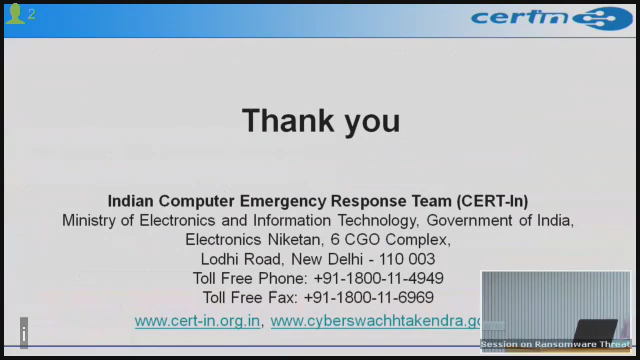 2
certin
Thank you
Indian Computer Emergency Response Team (CERT-In)
Ministry of Electronics and Information Technology, Government of India,
Electronics Niketan, 6 CGO Complex,
Lodhi Road, New Delhi - 110 003
Toll Free Phone: +91-1800-11-4949
Toll Free Fax: +91-1800-11-6969
www.cert-in.org.in, www.cyberswachhtakendra.go
i
Session on Ransomware Threat